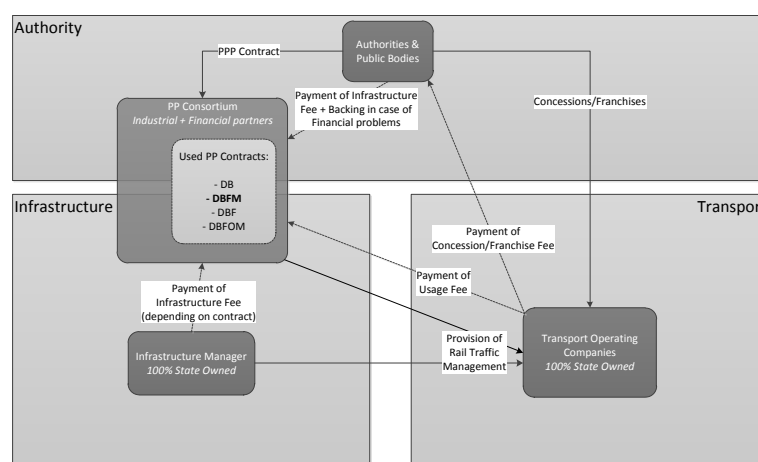 Authority
Authorities &
Public Bodies
PPP Contract
PP Consortium
Industrial + Financial partners
Payment of Infrastructure
Fee + Backing in case of
Financial problems
Concessions/Franchises
Used PP Contracts:
- DB
- DBFM
- DBF
- DBFOM
Infrastructure
Transpor
Payment of
Concession/Franchise Fee
Payment of
Usage Fee
Payment of
Infrastructure Fee
(depending on contract)
Infrastructure Manager
100% State Owned
Provision of
Rail Traffic
Management
Transport Operating
Companies
100% State Owned